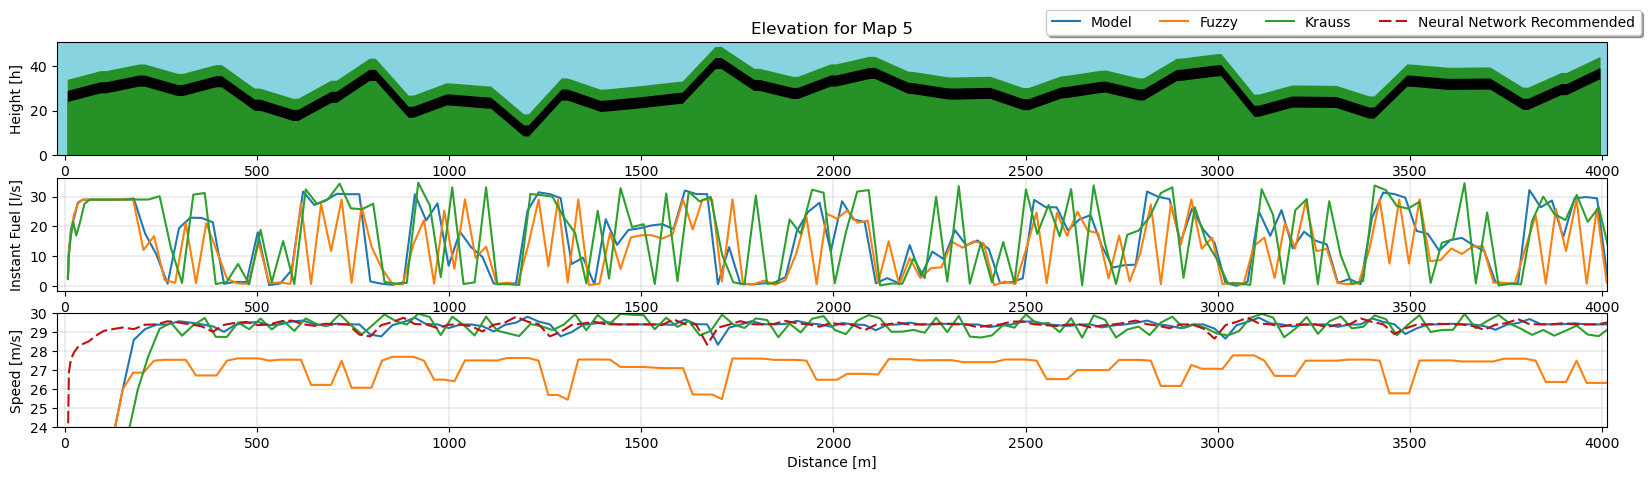 Elevation for Map 5
Model Fuzzy Krauss Neural Network Recommended
Height [h]
40
20
0
0 500 1000 1500 2000 2500 3000 3500 4000
Instant Fuel [l/s]
30
20
10
0
0 500 1000 1500 2000 2500 3000 3500 4000
Speed [m/s]
30
29
28
27
26
25
24
0 500 1000 1500 2000 2500 3000 3500 4000
Distance [m]